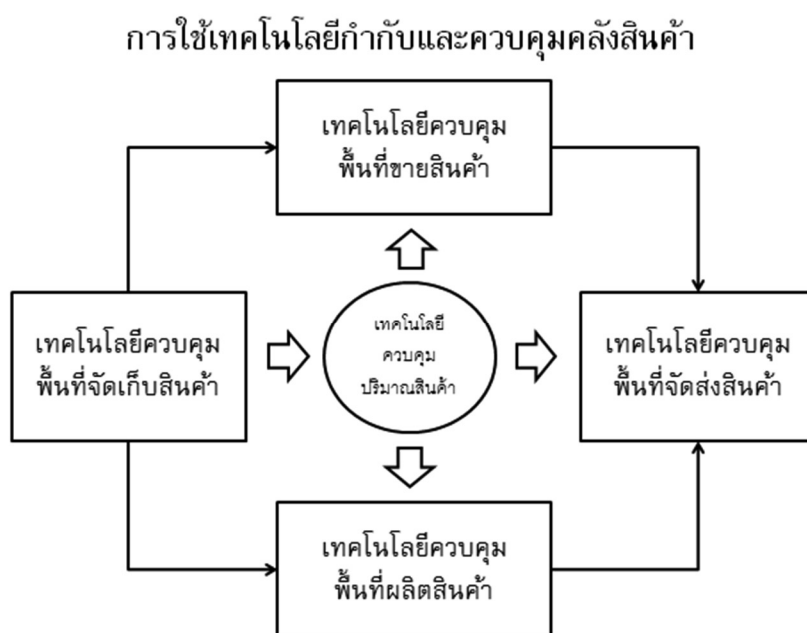 การใช้เทคโนโลยีกำกับและควบคุมคลังสินค้า
เทคโนโลยีควบคุม
พื้นที่ขายสินค้า
เทคโนโลยีควบคุม
พื้นที่จัดเก็บสินค้า
เทคโนโลยี
ควบคุม
ปริมาณสินค้า
เทคโนโลยีควบคุม
พื้นที่จัดส่งสินค้า
เทคโนโลยีควบคุม
พื้นที่ผลิตสินค้า